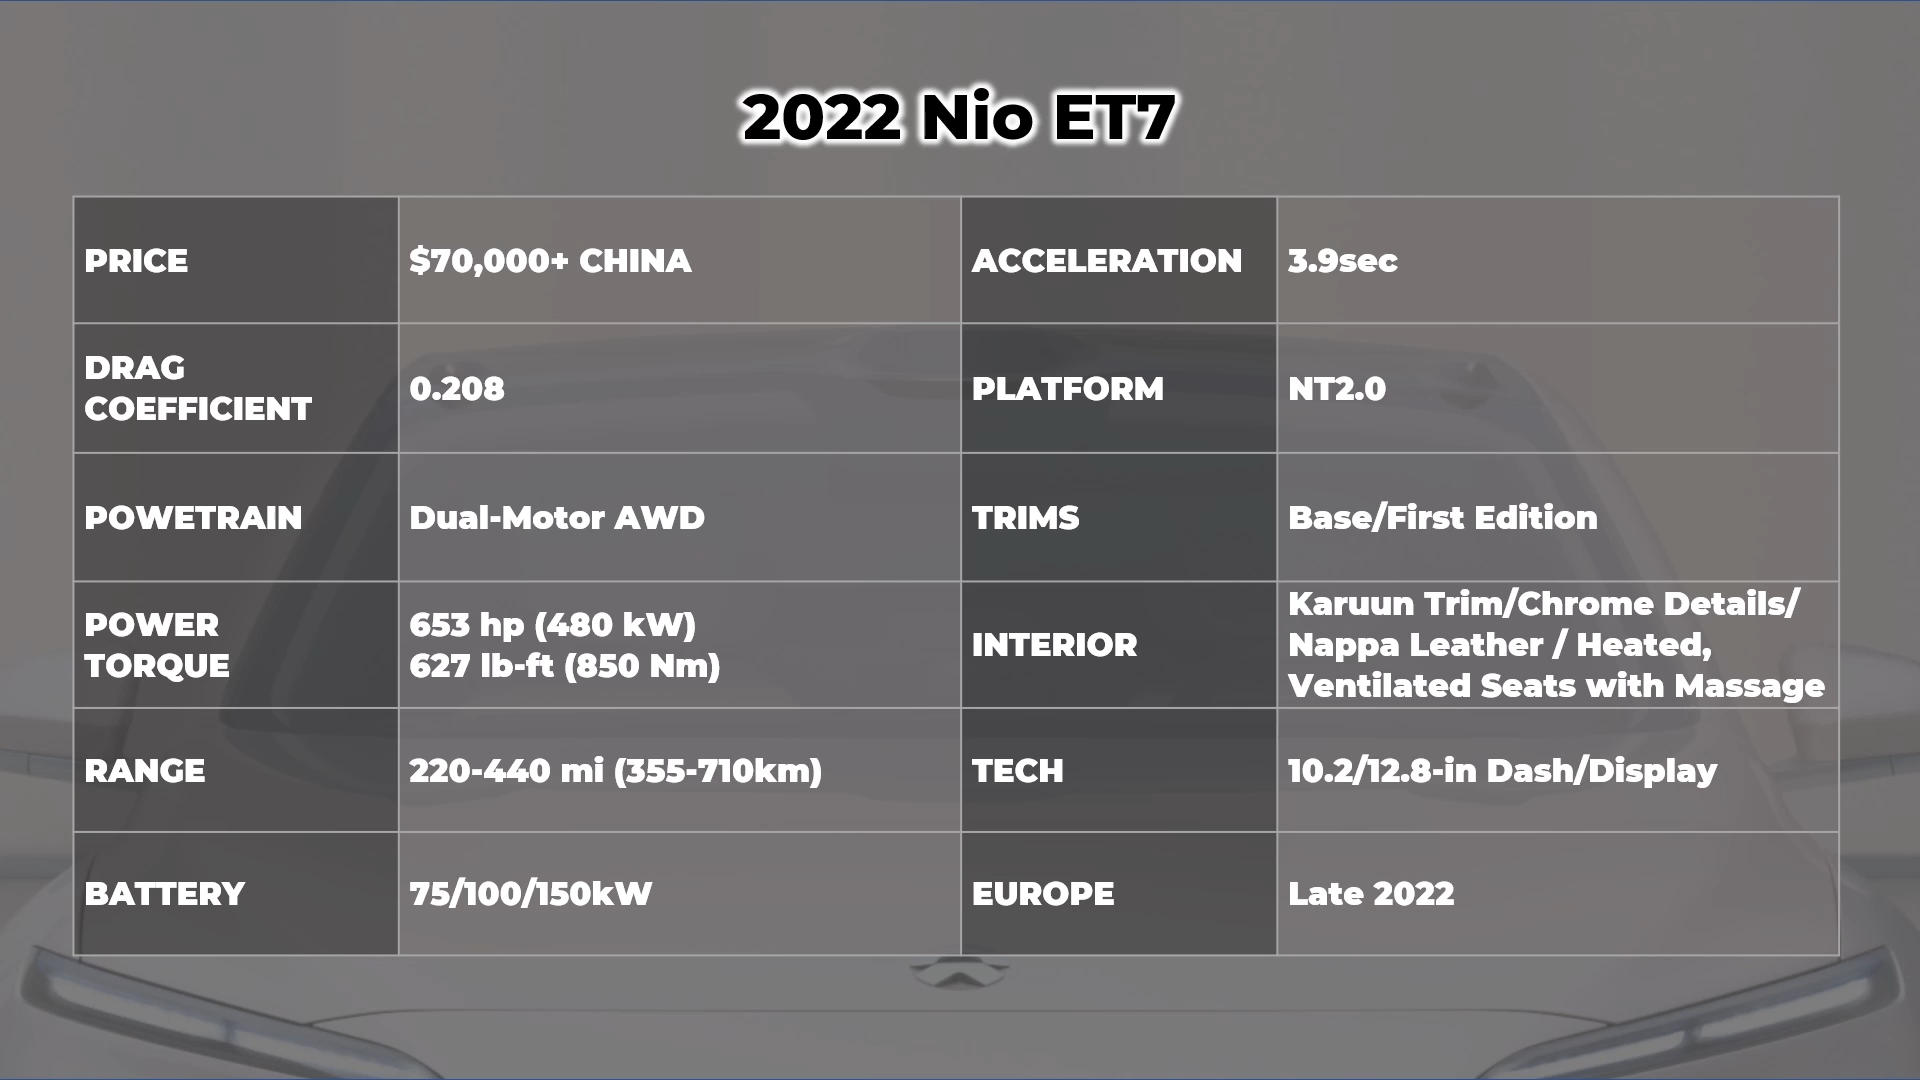 2022 Nio ET7
PRICE
$70,000+ CHINA
ACCELERATION
3.9sec
DRAG
COEFFICIENT
0.208
PLATFORM
NT2.0
POWETRAIN
Dual-Motor AWD
TRIMS
Base/First Edition
POWER
TORQUE
653 hp (480 kW)
627 lb-ft (850 Nm)
INTERIOR
Karuun Trim/Chrome Details/
Nappa Leather / Heated,
Ventilated Seats with Massage
RANGE
220-440 mi (355-710km)
TECH
10.2/12.8-in Dash/Display
BATTERY
75/100/150kW
EUROPE
Late 2022